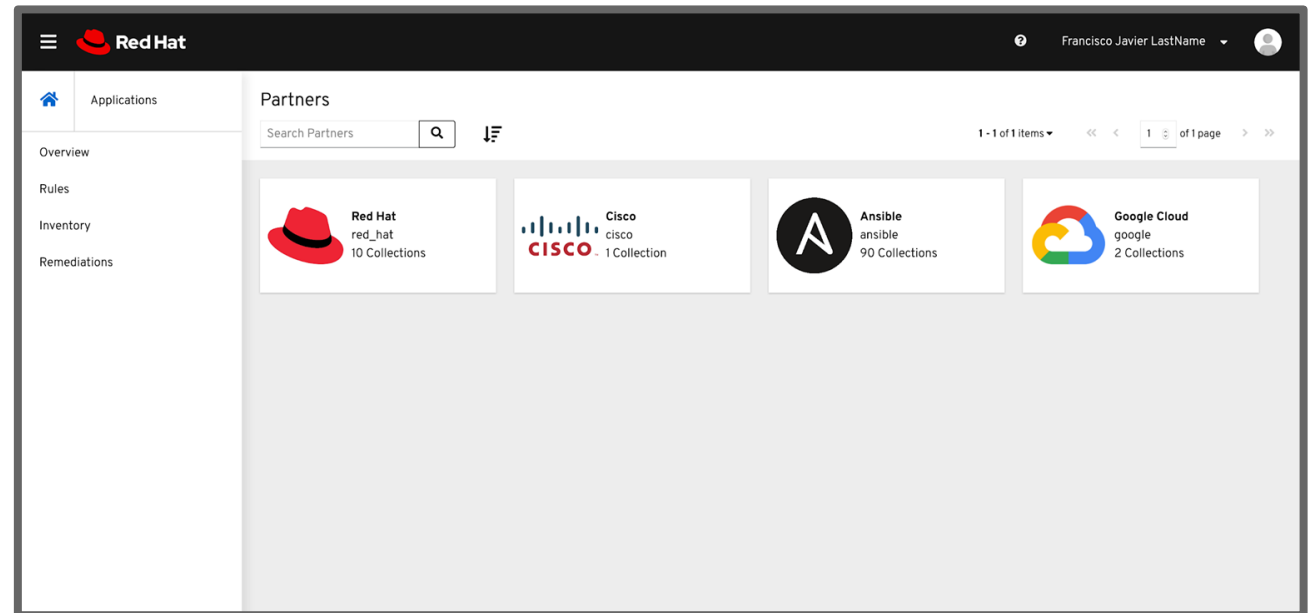 Red Hat
Francisco Javier LastName
Applications
Overview
Rules
Inventory
Remediations
Partners
Search Partners
1 - 1 of 1 items
1
of 1 page
Red Hat
red_hat
10 Collections
CISCO
Cisco
cisco
1 Collection
A
Ansible
ansible
90 Collections
Google Cloud
google
2 Collections